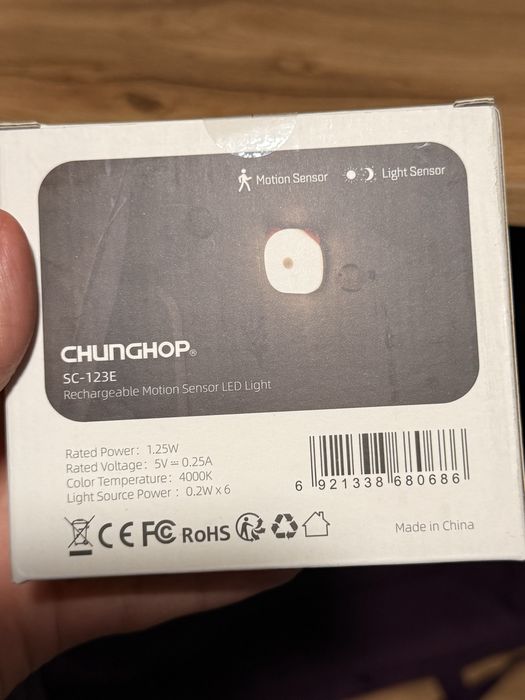 Motion Sensor Light Sensor
CHUNGHOP®
SC-123E
Rechargeable Motion Sensor LED Light
Rated Power: 1.25W
Rated Voltage: 5V⎓0.25A
Color Temperature: 4000K
Light Source Power: 0.2W x 6
6 921338 680686
CE FC RoHS
Made in China